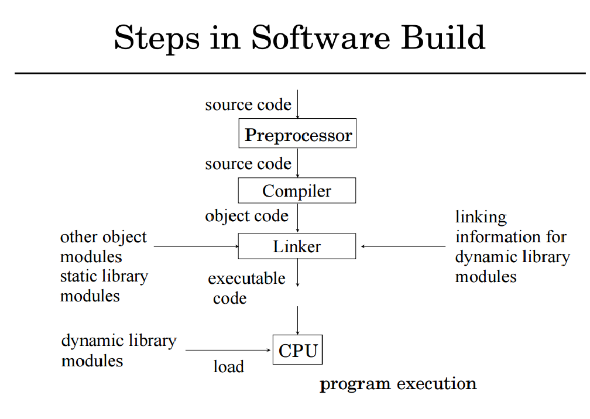 Steps in Software Build
source code
Preprocessor
source code
Compiler
object code
other object
modules
static library
modules
Linker
linking
information for
dynamic library
modules
executable
code
dynamic library
modules
load
CPU
program execution